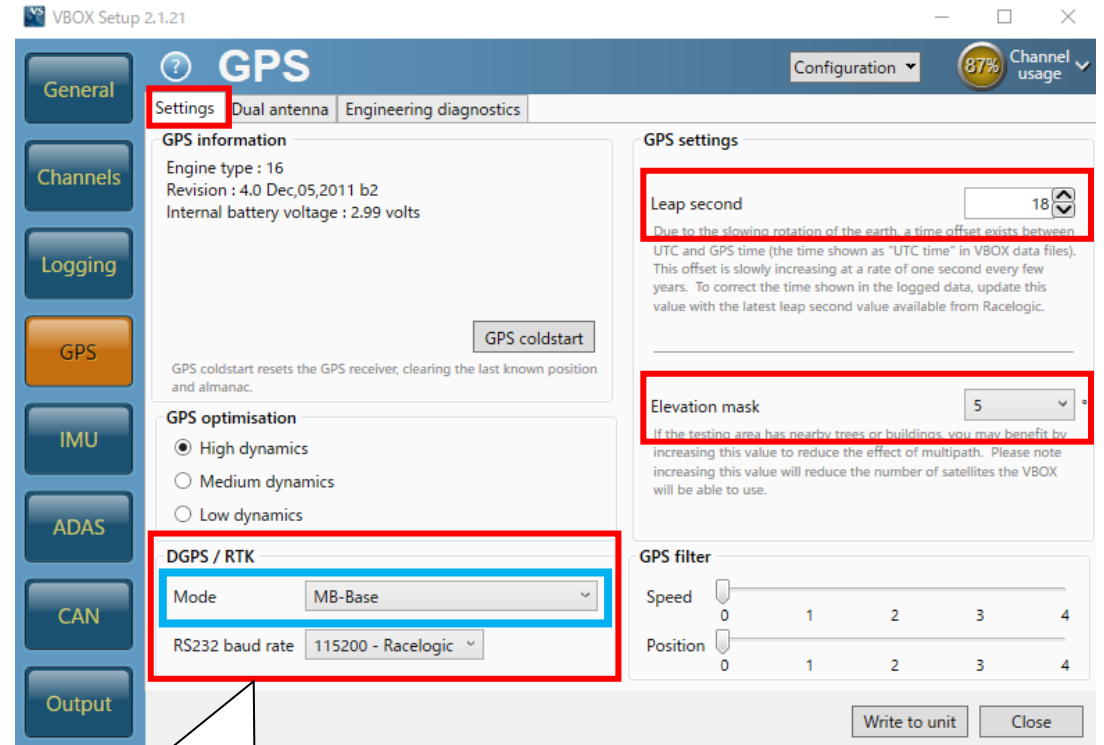 VBOX Setup 2.1.21
GPS
Configuration
87%
Channel
usage
General
Channels
Logging
GPS
IMU
ADAS
CAN
Output
Settings
Dual antenna
Engineering diagnostics
GPS information
Engine type : 16
Revision : 4.0 Dec,05,2011 b2
Internal battery voltage : 2.99 volts
GPS coldstart
GPS coldstart resets the GPS receiver, clearing the last known position
and almanac.
GPS optimisation
High dynamics
Medium dynamics
Low dynamics
DGPS / RTK
Mode
MB-Base
RS232 baud rate
115200 - Racelogic
GPS settings
Leap second
18
Due to the slowing rotation of the earth, a time offset exists between
UTC and GPS time (the time shown as "UTC time" in VBOX data files).
This offset is slowly increasing at a rate of one second every few
years. To correct the time shown in the logged data, update this
value with the latest leap second value available from Racelogic.
Elevation mask
5
°
If the testing area has nearby trees or buildings, you may benefit by
increasing this value to reduce the effect of multipath. Please note
increasing this value will reduce the number of satellites the VBOX
will be able to use.
GPS filter
Speed
0 1 2 3 4
Position
0 1 2 3 4
Write to unit
Close